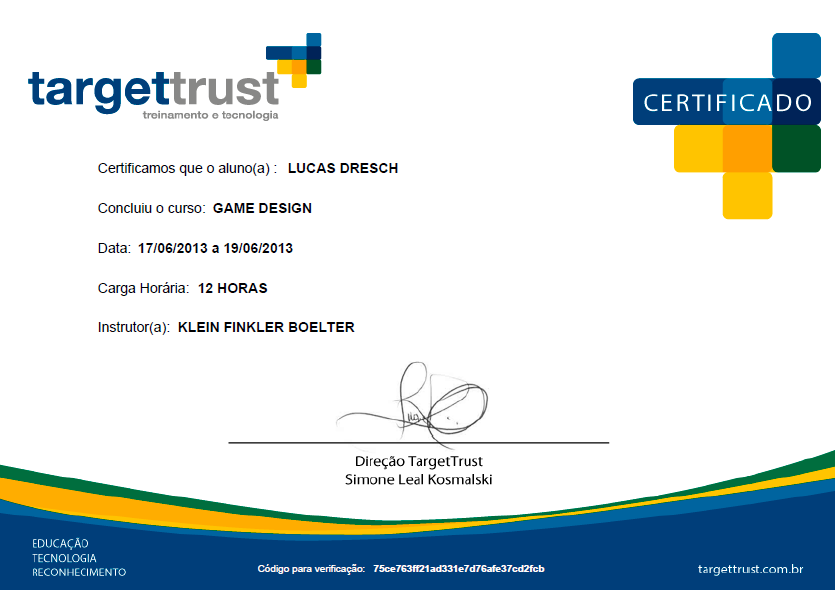 targettrust
treinamento e tecnologia
CERTIFICADO
Certificamos que o aluno(a) : LUCAS DRESCH
Concluiu o curso: GAME DESIGN
Data: 17/06/2013 a 19/06/2013
Carga Horária: 12 HORAS
Instrutor(a): KLEIN FINKLER BOELTER
Direção TargetTrust
Simone Leal Kosmalski
EDUCAÇÃO
TECNOLOGIA
RECONHECIMENTO
Código para verificação: 75ce763ff21ad331e7d76afe37cd2fcb
targettrust.com.br